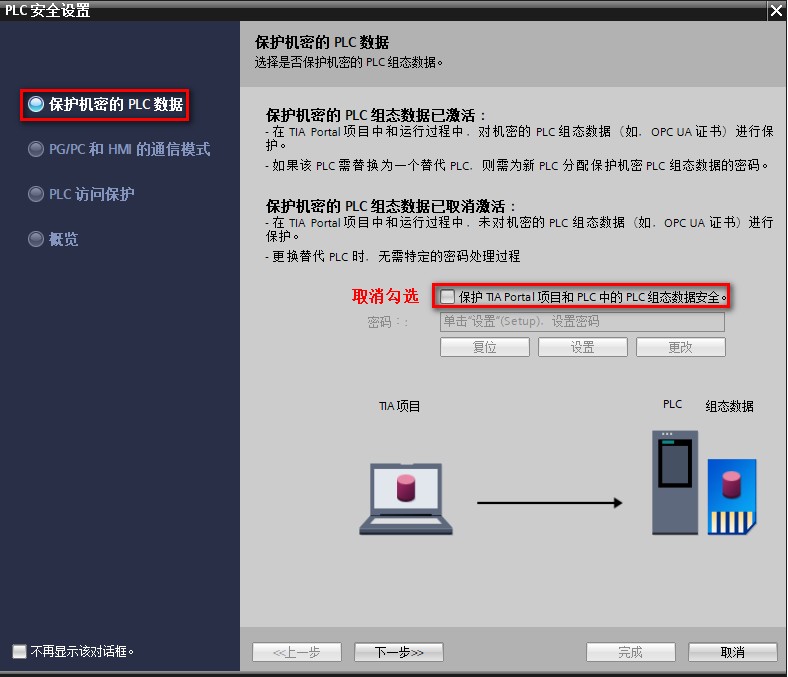 PLC 安全设置
保护机密的 PLC 数据
PG/PC 和 HMI 的通信模式
PLC 访问保护
概览
不再显示该对话框。
保护机密的 PLC 数据
选择是否保护机密的 PLC 组态数据。
保护机密的 PLC 组态数据已激活：
- 在 TIA Portal 项目中和运行过程中，对机密的 PLC 组态数据（如，OPC UA 证书）进行保
护。
- 如果该 PLC 需替换为一个替代 PLC，则需为新 PLC 分配保护机密 PLC 组态数据的密码。
保护机密的 PLC 组态数据已取消激活：
- 在 TIA Portal 项目中和运行过程中，未对机密的 PLC 组态数据（如，OPC UA 证书）进行
保护。
- 更换替代 PLC 时，无需特定的密码处理过程
取消勾选
保护 TIA Portal 项目和 PLC 中的 PLC 组态数据安全。
密码：:
单击“设置”(Setup)，设置密码
复位
设置
更改
TIA 项目
PLC
组态数据
<<上一步
下一步>>
完成
取消